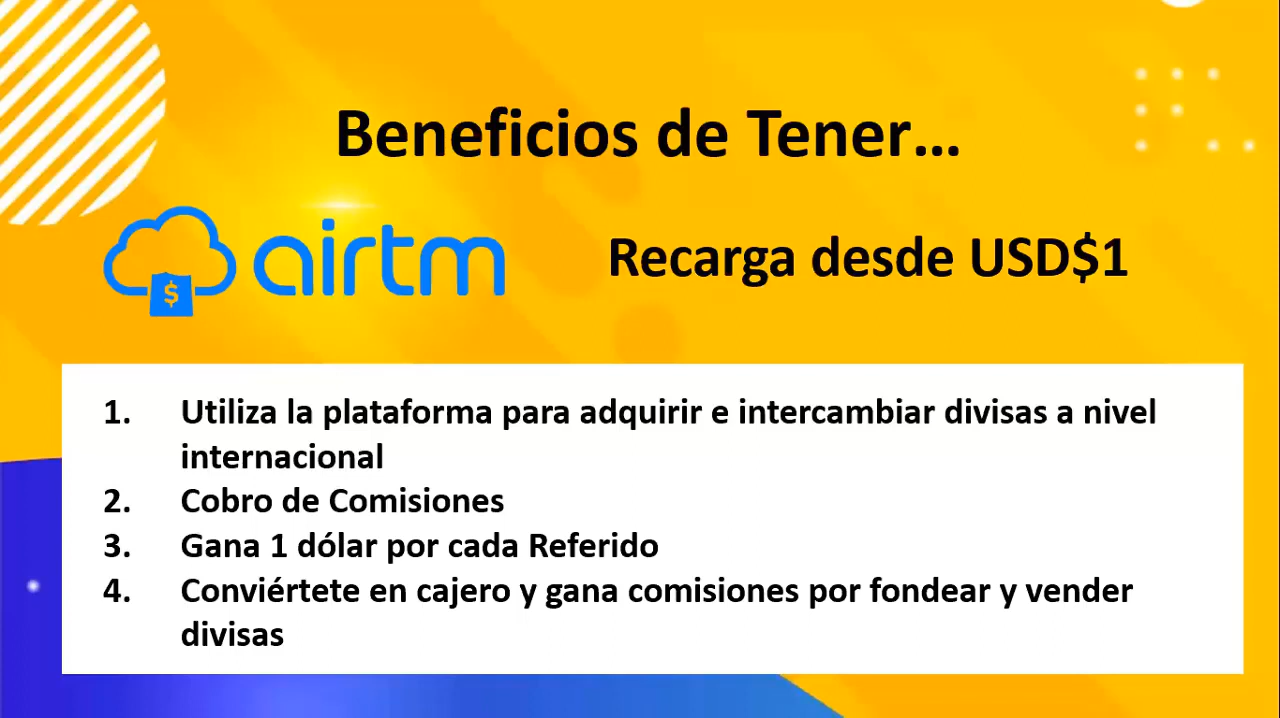 Beneficios de Tener...
airtm
Recarga desde USD$1
$
1. Utiliza la plataforma para adquirir e intercambiar divisas a nivel
internacional
2. Cobro de Comisiones
3. Gana 1 dólar por cada Referido
4. Conviértete en cajero y gana comisiones por fondear y vender
divisas